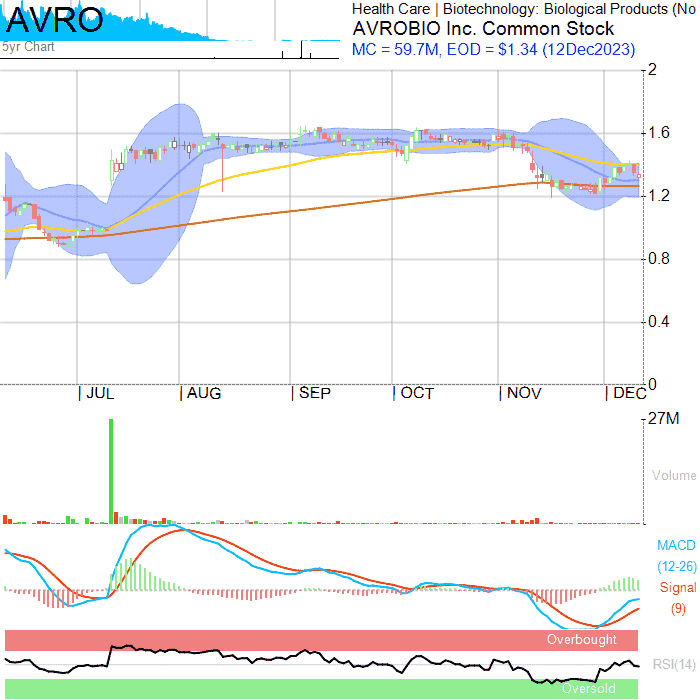 AVRO
5yr Chart
Health Care | Biotechnology: Biological Products (No
AVROBIO Inc. Common Stock
MC = 59.7M, EOD = $1.34 (12Dec2023)
2
1.6
1.2
0.8
0.4
0
| JUL
| AUG
| SEP
| OCT
| NOV
| DEC
27M
Volume
MACD
(12-26)
Signal
(9)
Overbought
RSI(14)
Oversold